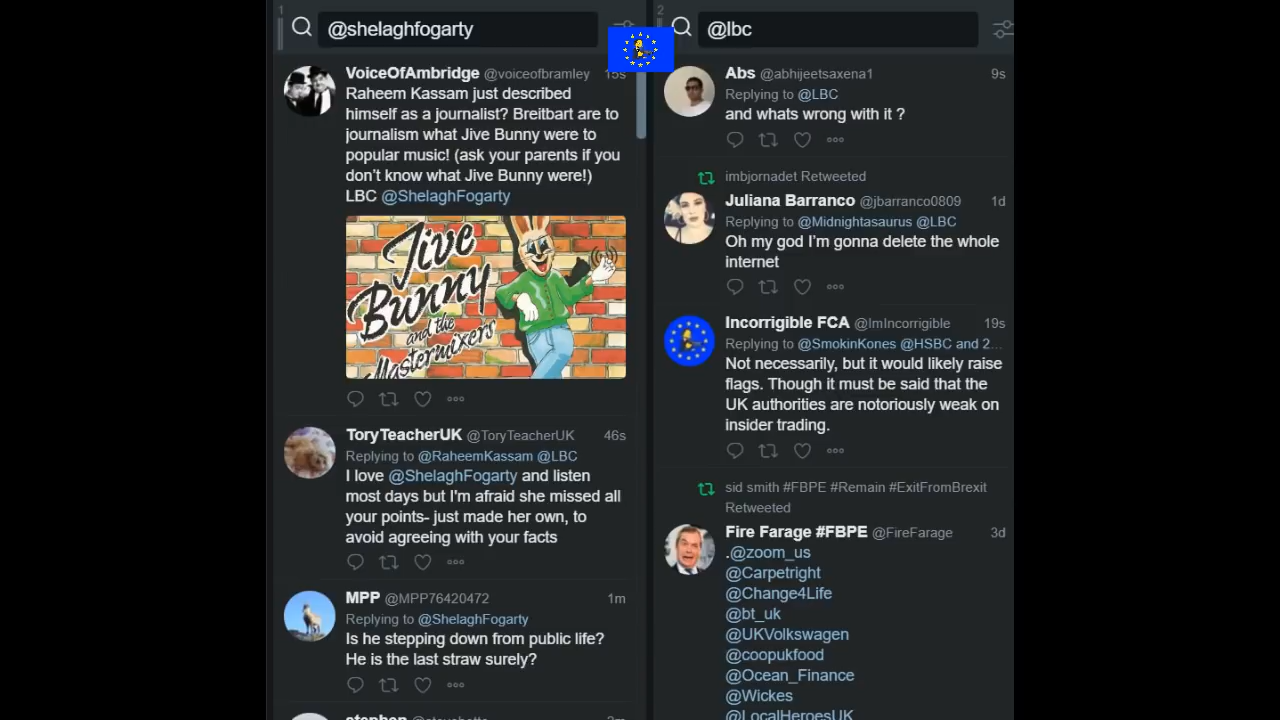 1
@shelaghfogarty
VoiceOfAmbridge @voiceofbramley 15s
Raheem Kassam just described
himself as a journalist? Breitbart are to
journalism what Jive Bunny were to
popular music! (ask your parents if you
don't know what Jive Bunny were!)
LBC @ShelaghFogarty
Jive
Bunny
and the
Mastermixers
ToryTeacherUK @ToryTeacherUK 46s
Replying to @RaheemKassam @LBC
I love @ShelaghFogarty and listen
most days but I'm afraid she missed all
your points- just made her own, to
avoid agreeing with your facts
MPP @MPP76420472 1m
Replying to @ShelaghFogarty
Is he stepping down from public life?
He is the last straw surely?
2
@lbc
Abs @abhijeetsaxena1 9s
Replying to @LBC
and whats wrong with it ?
imbjornadet Retweeted
Juliana Barranco @jbarranco0809 1d
Replying to @Midnightasaurus @LBC
Oh my god I'm gonna delete the whole
internet
Incorrigible FCA @ImIncorrigible 19s
Replying to @SmokinKones @HSBC and 2...
Not necessarily, but it would likely raise
flags. Though it must be said that the
UK authorities are notoriously weak on
insider trading.
sid smith #FBPE #Remain #ExitFromBrexit
Retweeted
Fire Farage #FBPE @FireFarage 3d
.@zoom_us
@Carpetright
@Change4Life
@bt_uk
@UKVolkswagen
@coopukfood
@Ocean_Finance
@Wickes
@LocalHeroesUK